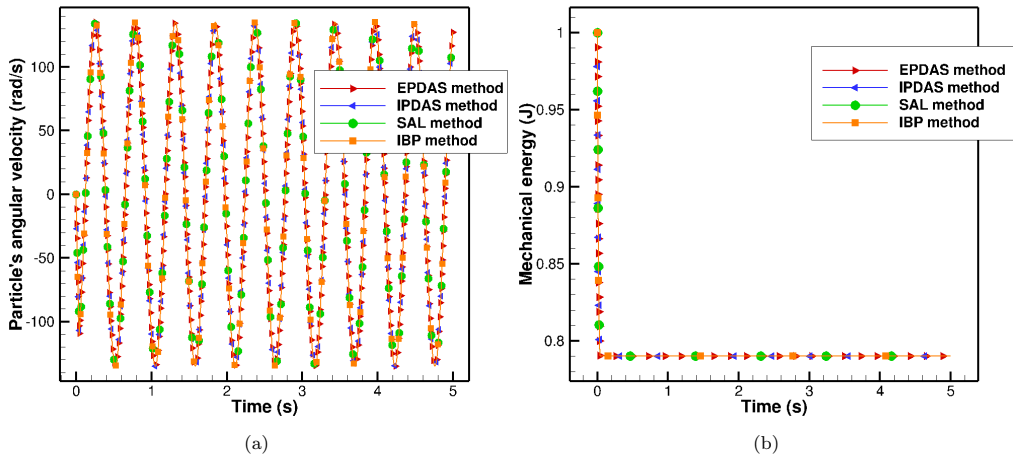 Particle's angular velocity (rad/s)
100
50
0
-50
-100
0
1
2
3
4
5
Time (s)
EPDAS method
IPDAS method
SAL method
IBP method
(a)
Mechanical energy (J)
1
0.95
0.9
0.85
0.8
0
1
2
3
4
5
Time (s)
EPDAS method
IPDAS method
SAL method
IBP method
(b)